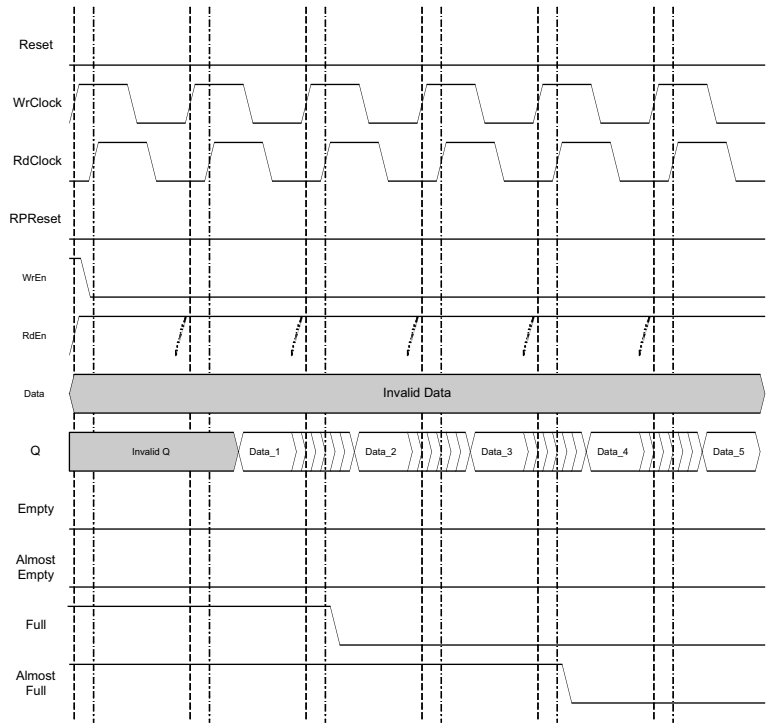 Reset
WrClock
RdClock
RPReset
WrEn
RdEn
Data
Invalid Data
Q
Invalid Q
Data_1
Data_2
Data_3
Data_4
Data_5
Empty
Almost
Empty
Full
Almost
Full